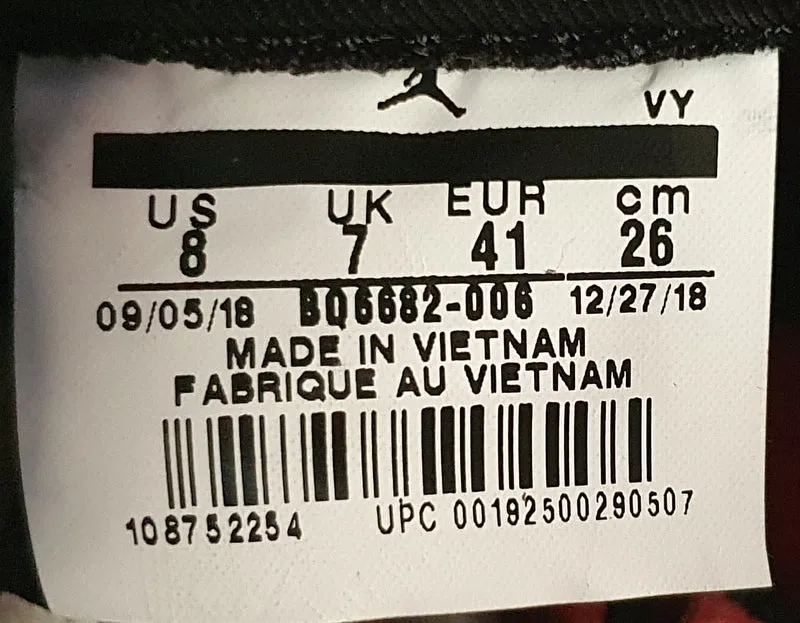 VY
US UK EUR cm
8 7 41 26
09/05/18 BQ6682-006 12/27/18
MADE IN VIETNAM
FABRIQUE AU VIETNAM
108752254 UPC 00192500290507